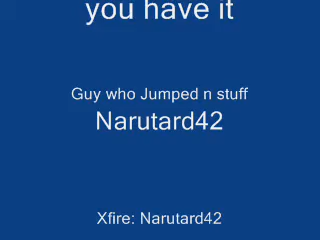 you have it
Guy who Jumped n stuff
Narutard42
Xfire: Narutard42